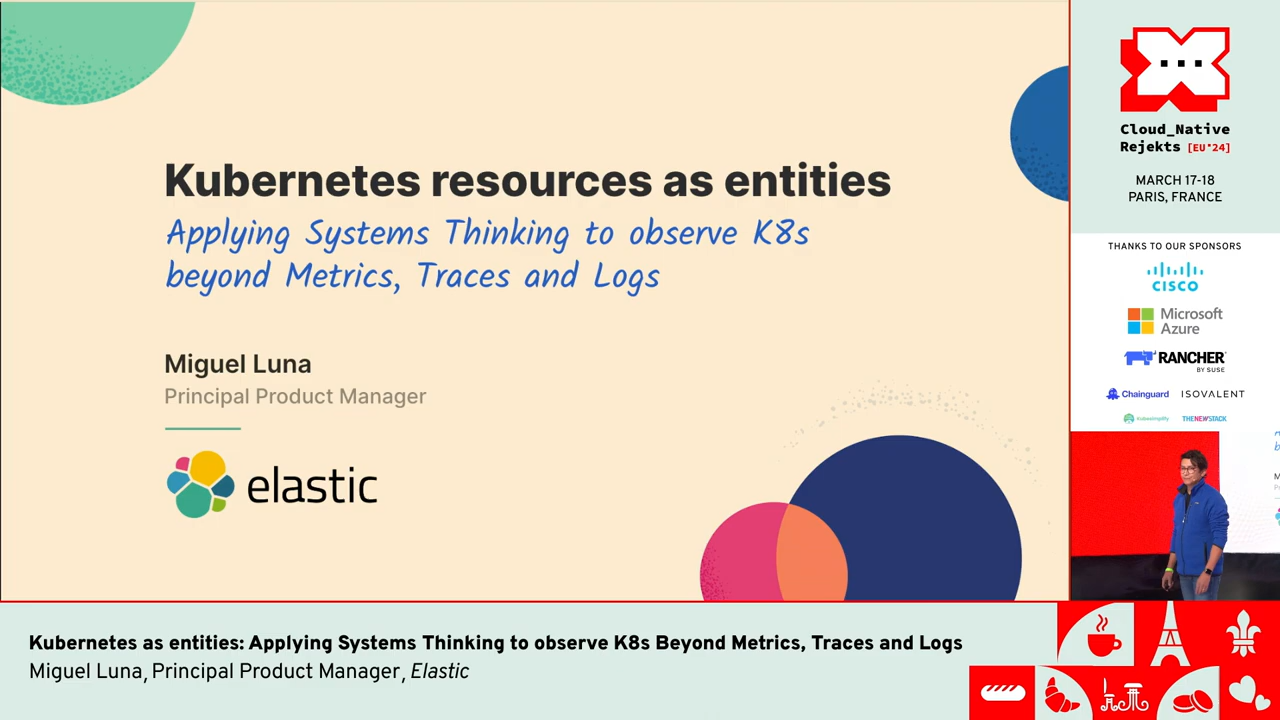 Kubernetes resources as entities
Applying Systems Thinking to observe K8s
beyond Metrics, Traces and Logs
Miguel Luna
Principal Product Manager
elastic
Cloud_Native
Rejekts [EU'24]
MARCH 17-18
PARIS, FRANCE
THANKS TO OUR SPONSORS
CISCO
Microsoft
Azure
RANCHER
BY SUSE
Chainguard
ISOVALENT
Kubesimplify
THENEWSTACK
Kubernetes as entities: Applying Systems Thinking to observe K8s Beyond Metrics, Traces and Logs
Miguel Luna, Principal Product Manager, Elastic